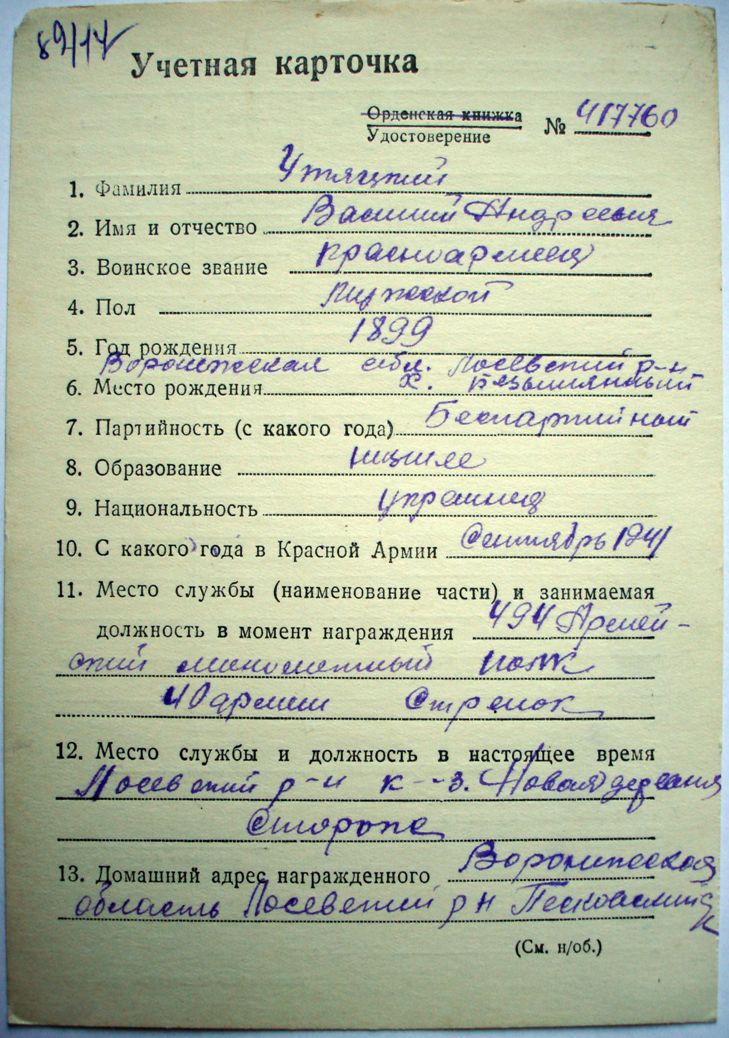 89/14
Учетная карточка
Орденская книжка
Удостоверение № 417760
1. Фамилия Утяцкий
2. Имя и отчество Василий Андреевич
3. Воинское звание красноармеец
4. Пол Мужской
5. Год рождения 1899
Воронежская обл. Лосевский р-н
6. Место рождения х. Безымянный
7. Партийность (с какого года) Беспартийный
8. Образование низшее
9. Национальность украинец
10. С какого года в Красной Армии Сентябрь 1941
11. Место службы (наименование части) и занимаемая
должность в момент награждения 494 Армей-
ский минометный полк
40 армии Стрелок
12. Место службы и должность в настоящее время
Лосевский р-н к-з. Новая деревня
Сторож
13. Домашний адрес награжденного Воронежская
область Лосевский р н Песковский
(См. н/об.)